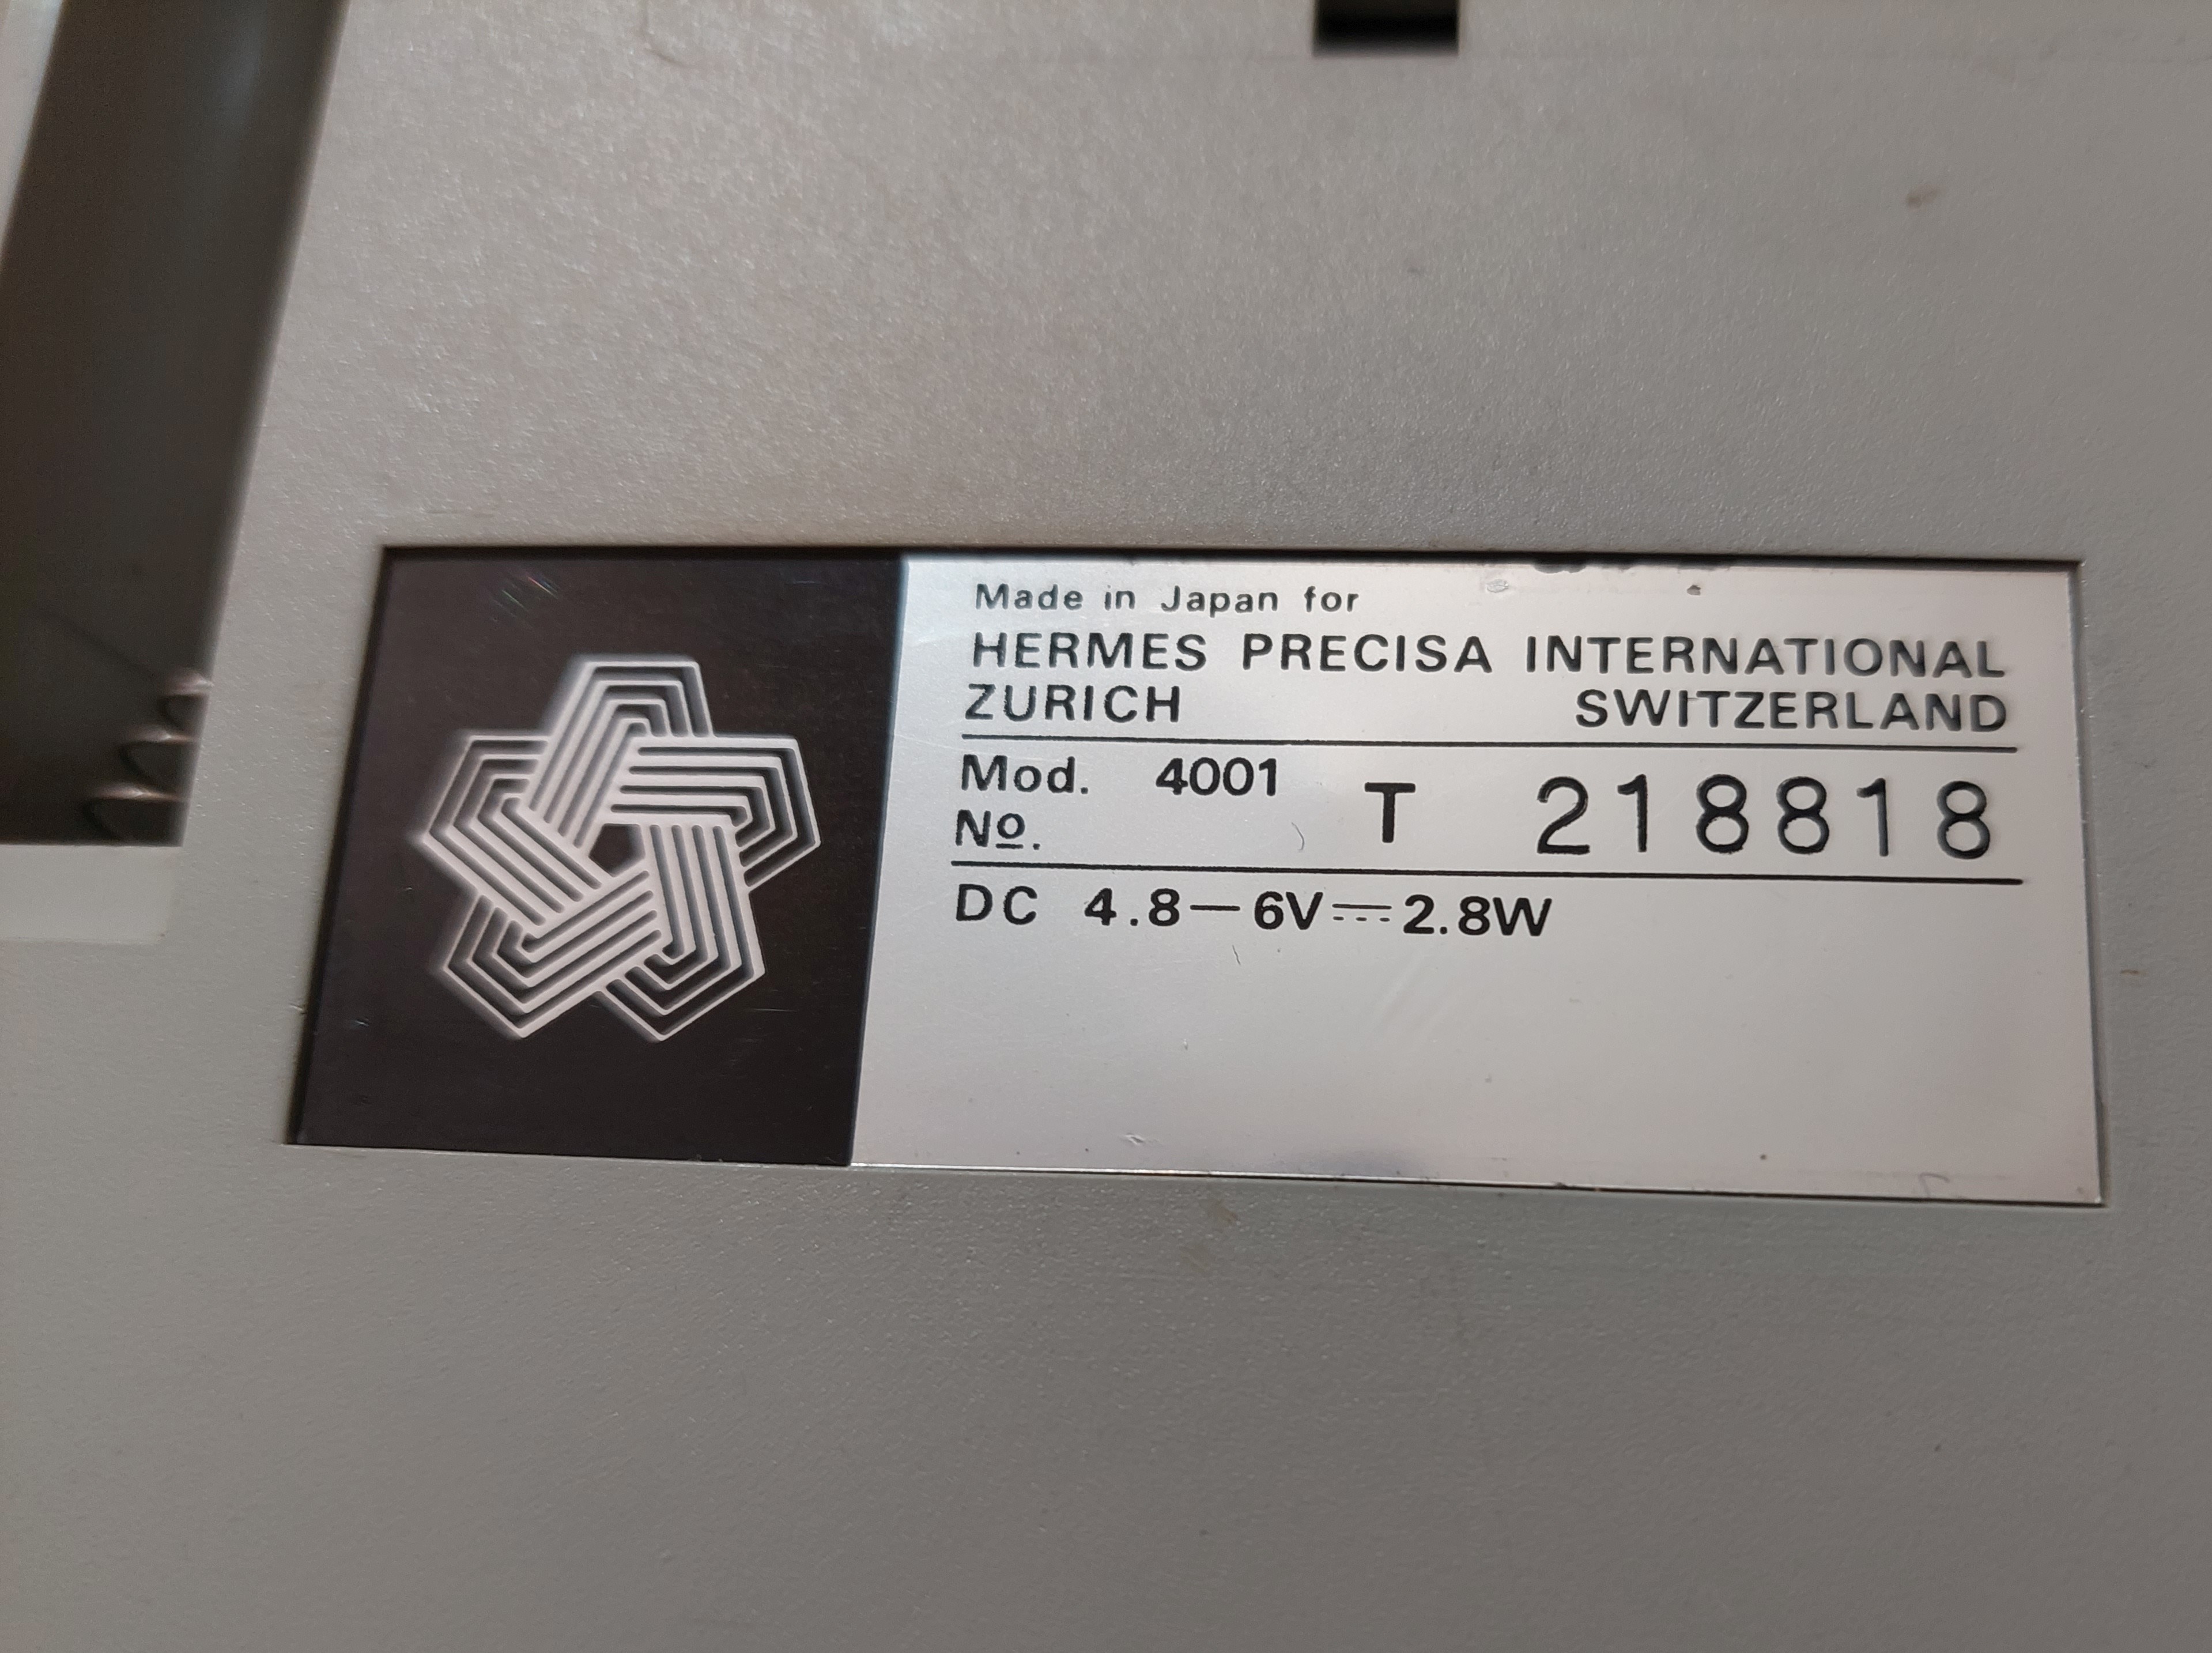 Made in Japan for
HERMES PRECISA INTERNATIONAL
ZURICH SWITZERLAND
Mod. 4001
Nº. T 218818
DC 4.8—6V⎓2.8W